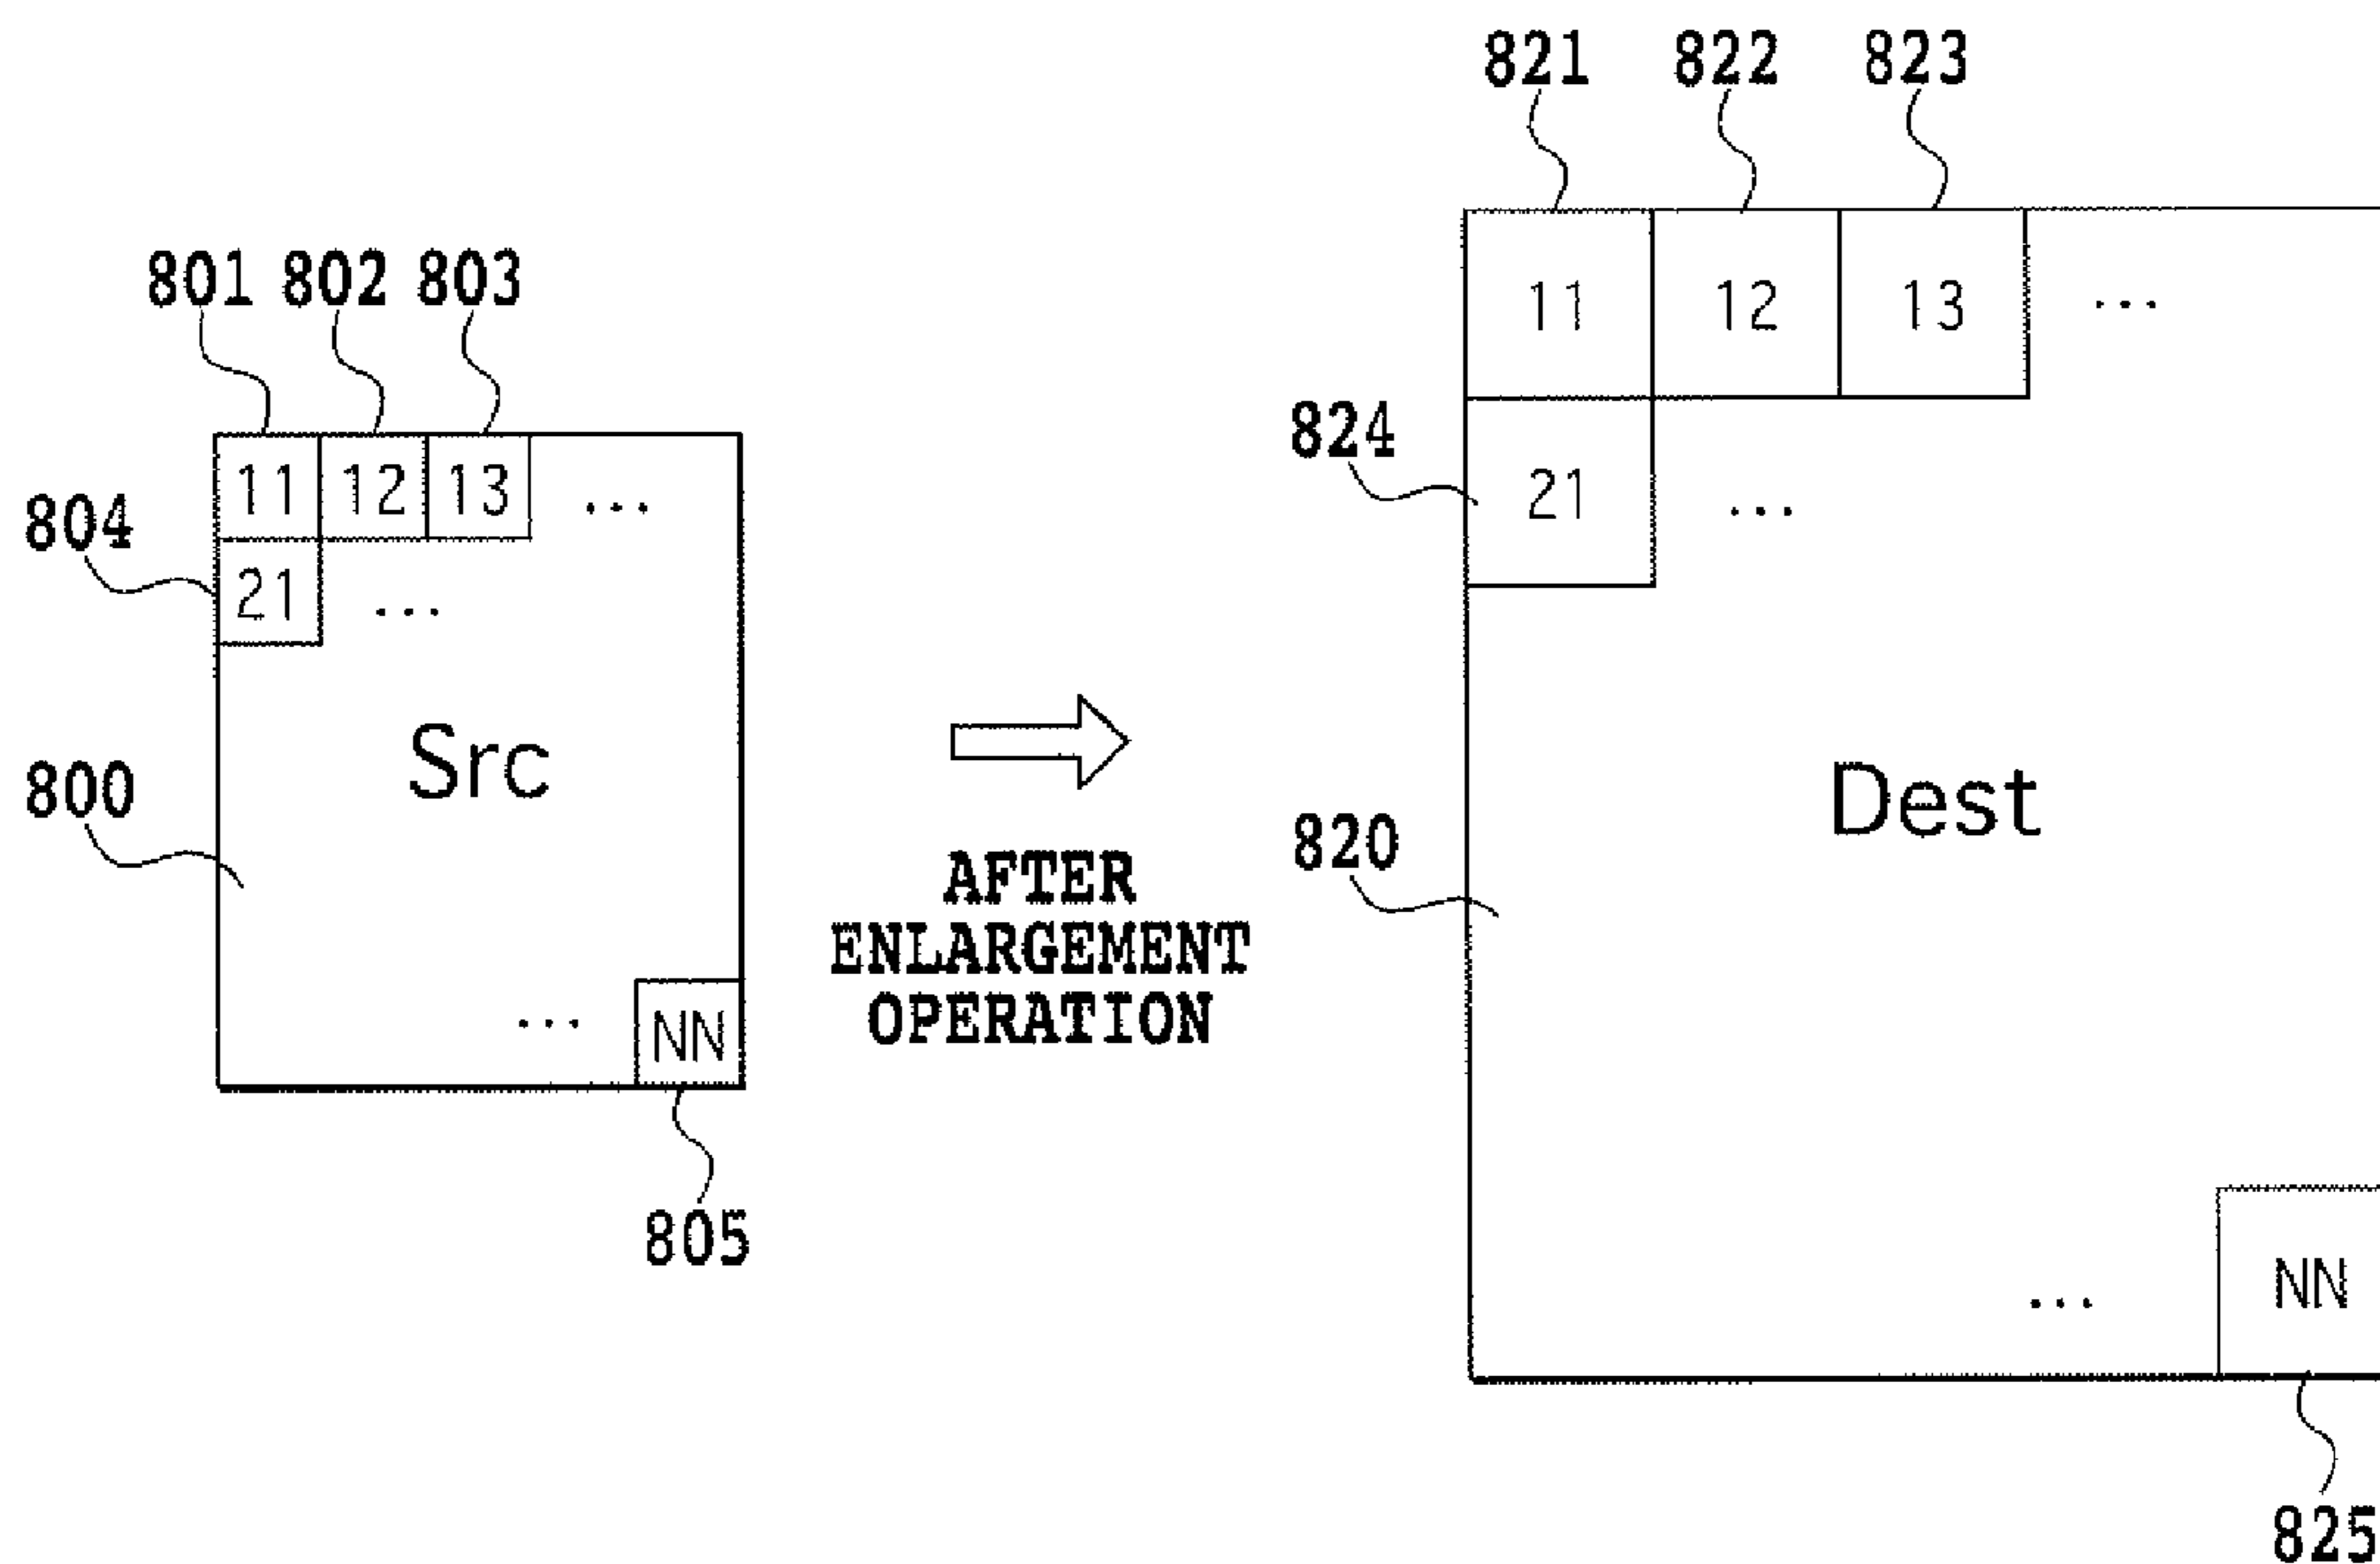 821 822 823
801 802 803
11 12 13 ...
804
11 12 13 ...
21 ...
824
21 ...
Src
800
Dest
820
AFTER
ENLARGEMENT
OPERATION
... NN
805
... NN
825